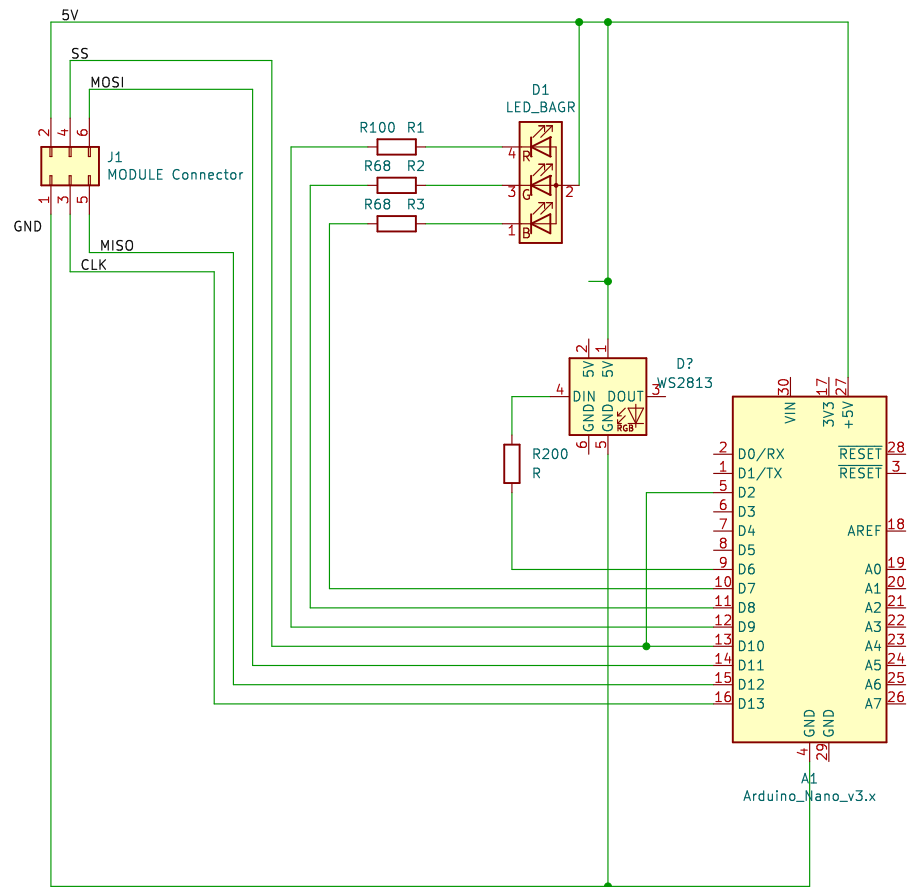 5V
SS
MOSI
2 4 6
J1
MODULE Connector
1 3 5
GND
MISO
CLK
D1
LED_BAGR
R100 R1
R68 R2
R68 R3
4 R
3 G 2
1 B
D?
WS2813
2 1
5V 5V
4 DIN DOUT 3
GND GND
RGB
6 5
R200
R
30 17 27
VIN 3V3 +5V
2 D0/RX RESET 28
1 D1/TX RESET 3
5 D2
6 D3
7 D4 AREF 18
8 D5
9 D6 A0 19
10 D7 A1 20
11 D8 A2 21
12 D9 A3 22
13 D10 A4 23
14 D11 A5 24
15 D12 A6 25
16 D13 A7 26
GND GND
4 29
A1
Arduino_Nano_v3.x